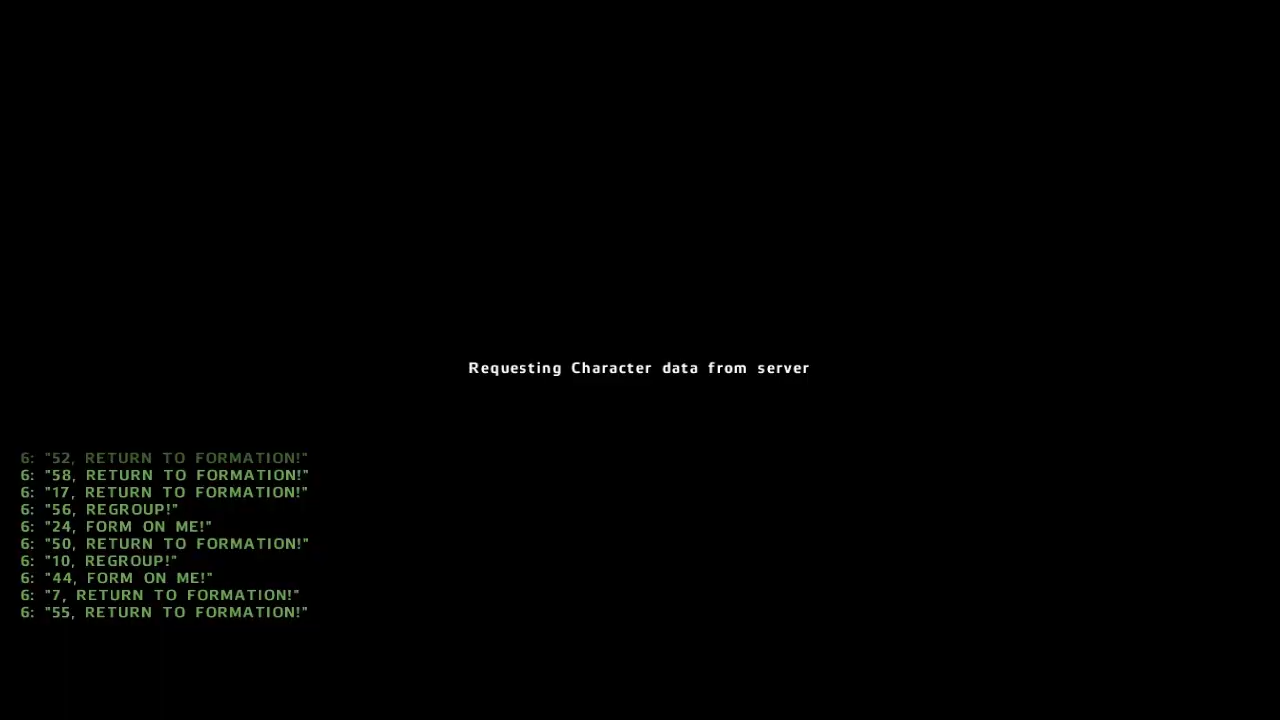 Requesting Character data from server
6: "52, RETURN TO FORMATION!"
6: "58, RETURN TO FORMATION!"
6: "17, RETURN TO FORMATION!"
6: "56, REGROUP!"
6: "24, FORM ON ME!"
6: "50, RETURN TO FORMATION!"
6: "10, REGROUP!"
6: "44, FORM ON ME!"
6: "7, RETURN TO FORMATION!"
6: "55, RETURN TO FORMATION!"